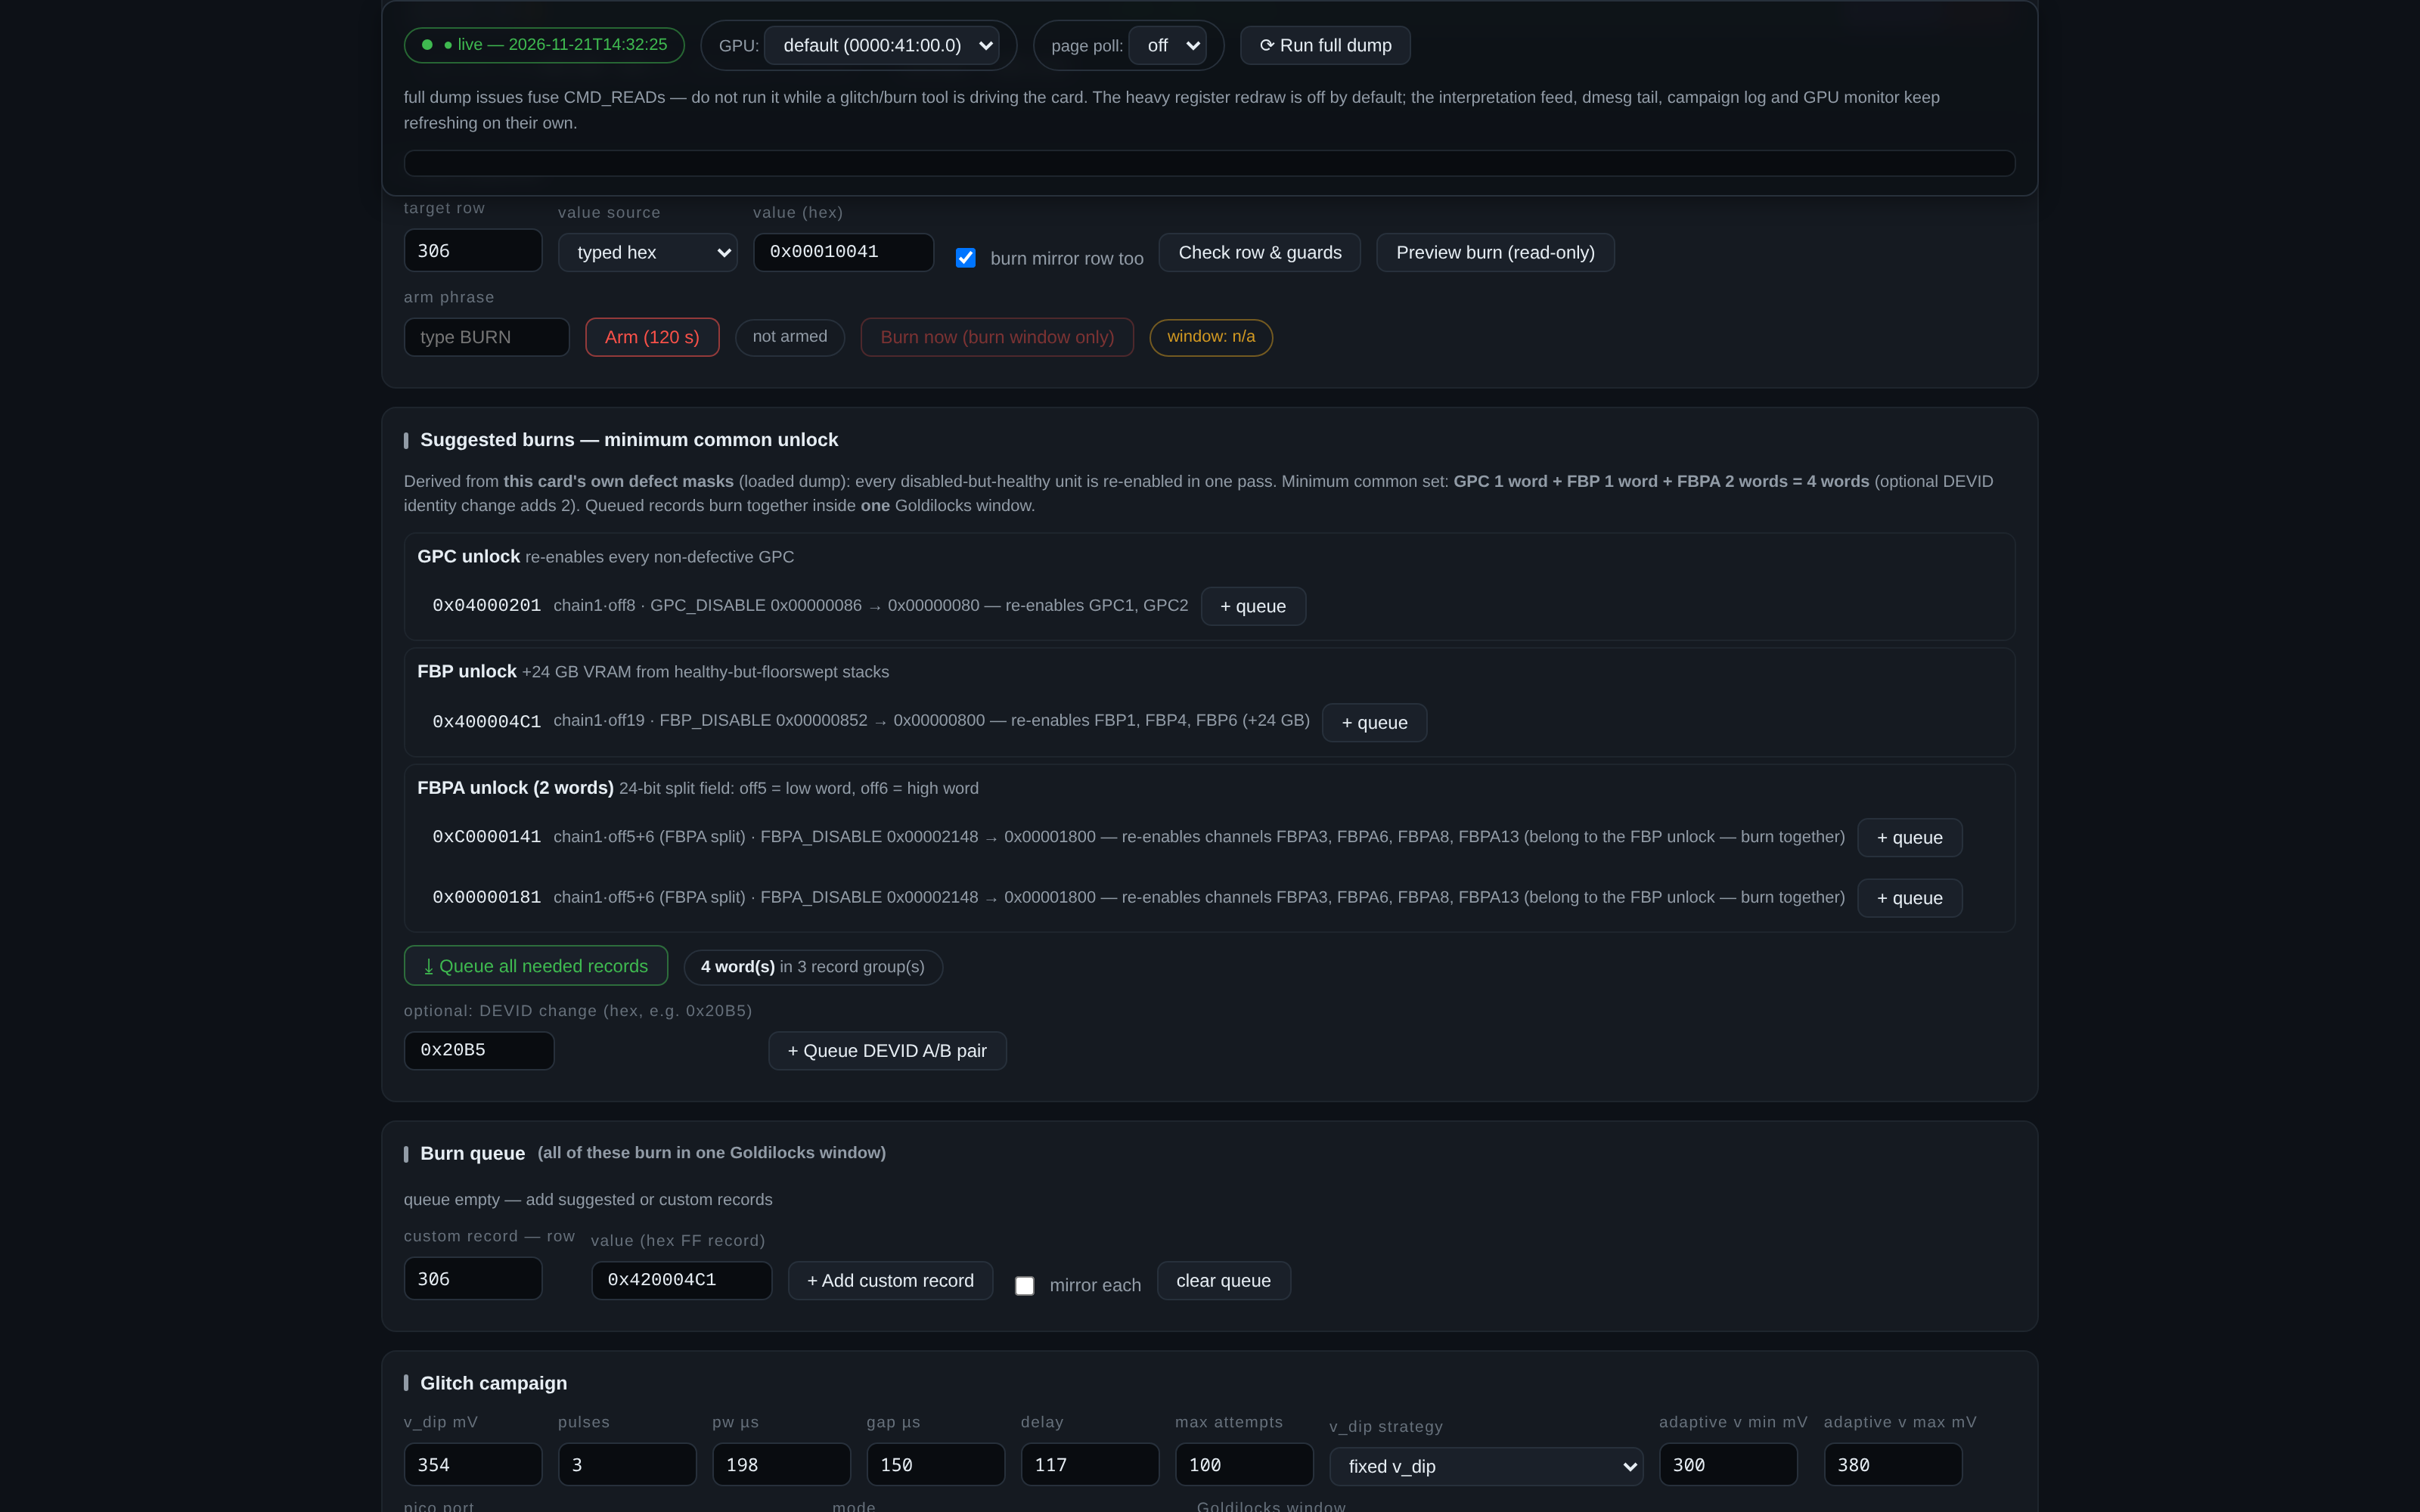 ● live — 2026-11-21T14:32:25 GPU: default (0000:41:00.0) page poll: off ⟳ Run full dump
full dump issues fuse CMD_READs — do not run it while a glitch/burn tool is driving the card. The heavy register redraw is off by default; the interpretation feed, dmesg tail, campaign log and GPU monitor keep
refreshing on their own.
target row value source value (hex)
306 typed hex 0x00010041 burn mirror row too Check row & guards Preview burn (read-only)
arm phrase
type BURN Arm (120 s) not armed Burn now (burn window only) window: n/a
Suggested burns — minimum common unlock
Derived from this card's own defect masks (loaded dump): every disabled-but-healthy unit is re-enabled in one pass. Minimum common set: GPC 1 word + FBP 1 word + FBPA 2 words = 4 words (optional DEVID
identity change adds 2). Queued records burn together inside one Goldilocks window.
GPC unlock re-enables every non-defective GPC
0x04000201 chain1·off8 · GPC_DISABLE 0x00000086 → 0x00000080 — re-enables GPC1, GPC2 + queue
FBP unlock +24 GB VRAM from healthy-but-floorswept stacks
0x400004C1 chain1·off19 · FBP_DISABLE 0x00000852 → 0x00000800 — re-enables FBP1, FBP4, FBP6 (+24 GB) + queue
FBPA unlock (2 words) 24-bit split field: off5 = low word, off6 = high word
0xC0000141 chain1·off5+6 (FBPA split) · FBPA_DISABLE 0x00002148 → 0x00001800 — re-enables channels FBPA3, FBPA6, FBPA8, FBPA13 (belong to the FBP unlock — burn together) + queue
0x00000181 chain1·off5+6 (FBPA split) · FBPA_DISABLE 0x00002148 → 0x00001800 — re-enables channels FBPA3, FBPA6, FBPA8, FBPA13 (belong to the FBP unlock — burn together) + queue
⤓ Queue all needed records 4 word(s) in 3 record group(s)
optional: DEVID change (hex, e.g. 0x20B5)
0x20B5 + Queue DEVID A/B pair
Burn queue (all of these burn in one Goldilocks window)
queue empty — add suggested or custom records
custom record — row value (hex FF record)
306 0x420004C1 + Add custom record mirror each clear queue
Glitch campaign
v_dip mV pulses pw µs gap µs delay max attempts v_dip strategy adaptive v min mV adaptive v max mV
354 3 198 150 117 100 fixed v_dip 300 380
pico port mode Goldilocks window